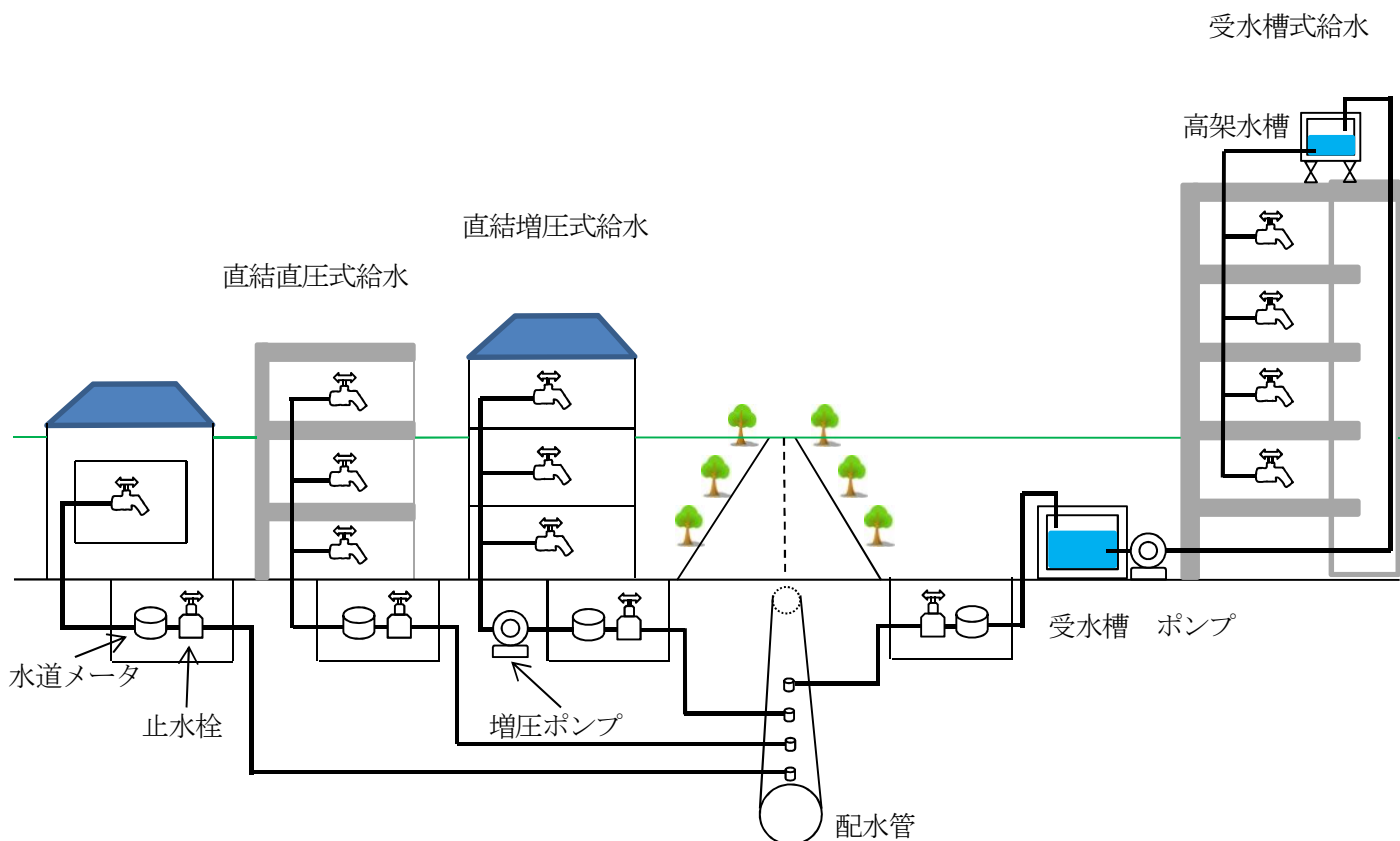 受水槽式給水
高架水槽
直結増圧式給水
直結直圧式給水
受水槽　ポンプ
水道メータ
止水栓
増圧ポンプ
配水管